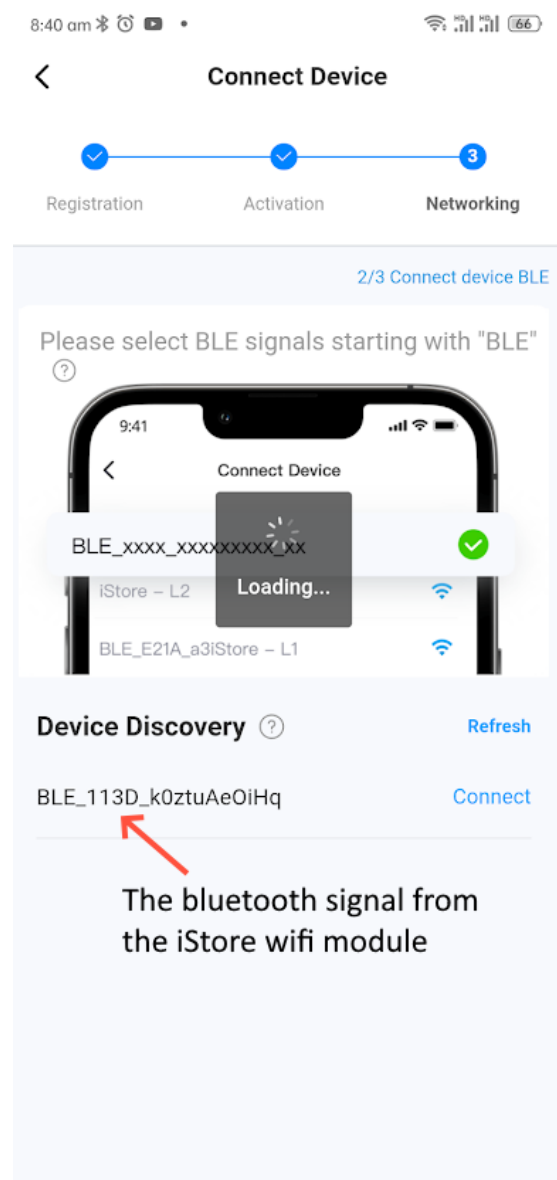 8:40 am 66
Connect Device
3
Registration Activation Networking
2/3 Connect device BLE
Please select BLE signals starting with "BLE"
?
9:41
Connect Device
BLE_xxxx_xxxxxxxxx_xx
Loading...
iStore – L2
BLE_E21A_a3iStore – L1
Device Discovery ? Refresh
BLE_113D_k0ztuAeOiHq Connect
The bluetooth signal from
the iStore wifi module